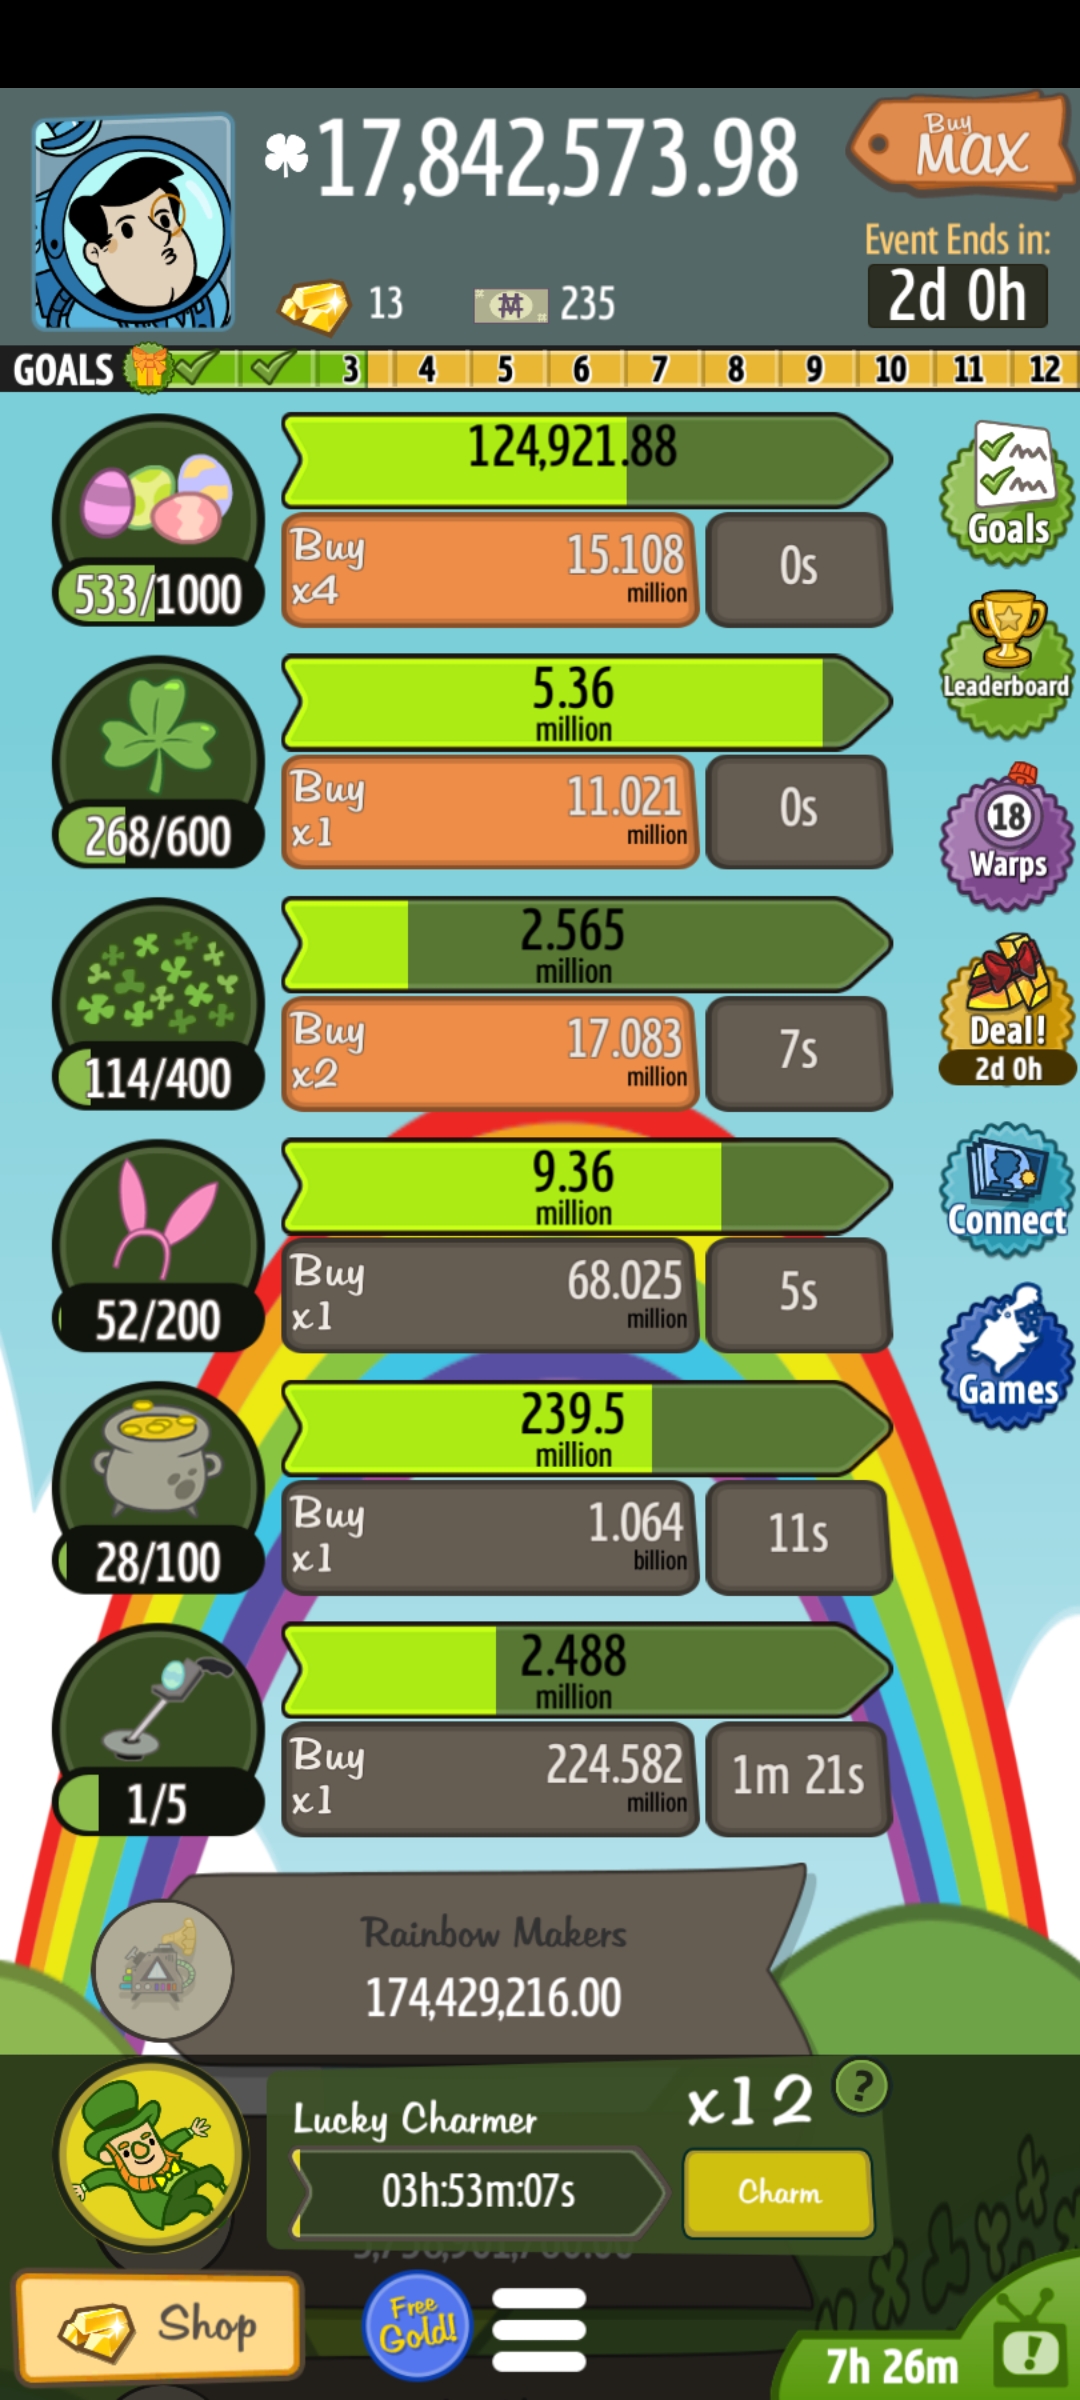 17,842,573.98
Buy
MAX
Event Ends in:
2d 0h
13
235
GOALS 3 4 5 6 7 8 9 10 11 12
124,921.88
Buy
x4
15.108
million
0s
533/1000
Goals
5.36
million
Buy
x1
11.021
million
0s
268/600
Leaderboard
2.565
million
Buy
x2
17.083
million
7s
114/400
18
Warps
Deal!
2d 0h
9.36
million
Buy
x1
68.025
million
5s
52/200
Connect
239.5
million
Buy
x1
1.064
billion
11s
28/100
Games
2.488
million
Buy
x1
224.582
million
1m 21s
1/5
Rainbow Makers
174,429,216.00
Lucky Charmer
x12
?
03h:53m:07s
Charm
Shop
Free
Gold!
7h 26m
!